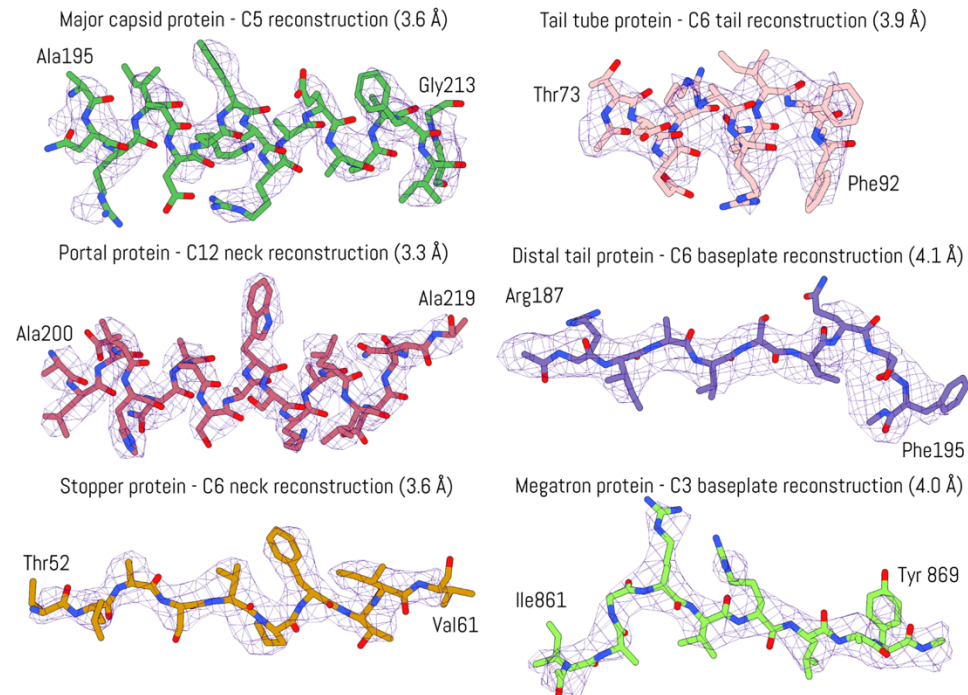 Major capsid protein - C5 reconstruction (3.6 Å)
Ala195
Gly213
Tail tube protein - C6 tail reconstruction (3.9 Å)
Thr73
Phe92
Portal protein - C12 neck reconstruction (3.3 Å)
Ala200
Ala219
Distal tail protein - C6 baseplate reconstruction (4.1 Å)
Arg187
Phe195
Stopper protein - C6 neck reconstruction (3.6 Å)
Thr52
Val61
Megatron protein - C3 baseplate reconstruction (4.0 Å)
Ile861
Tyr 869